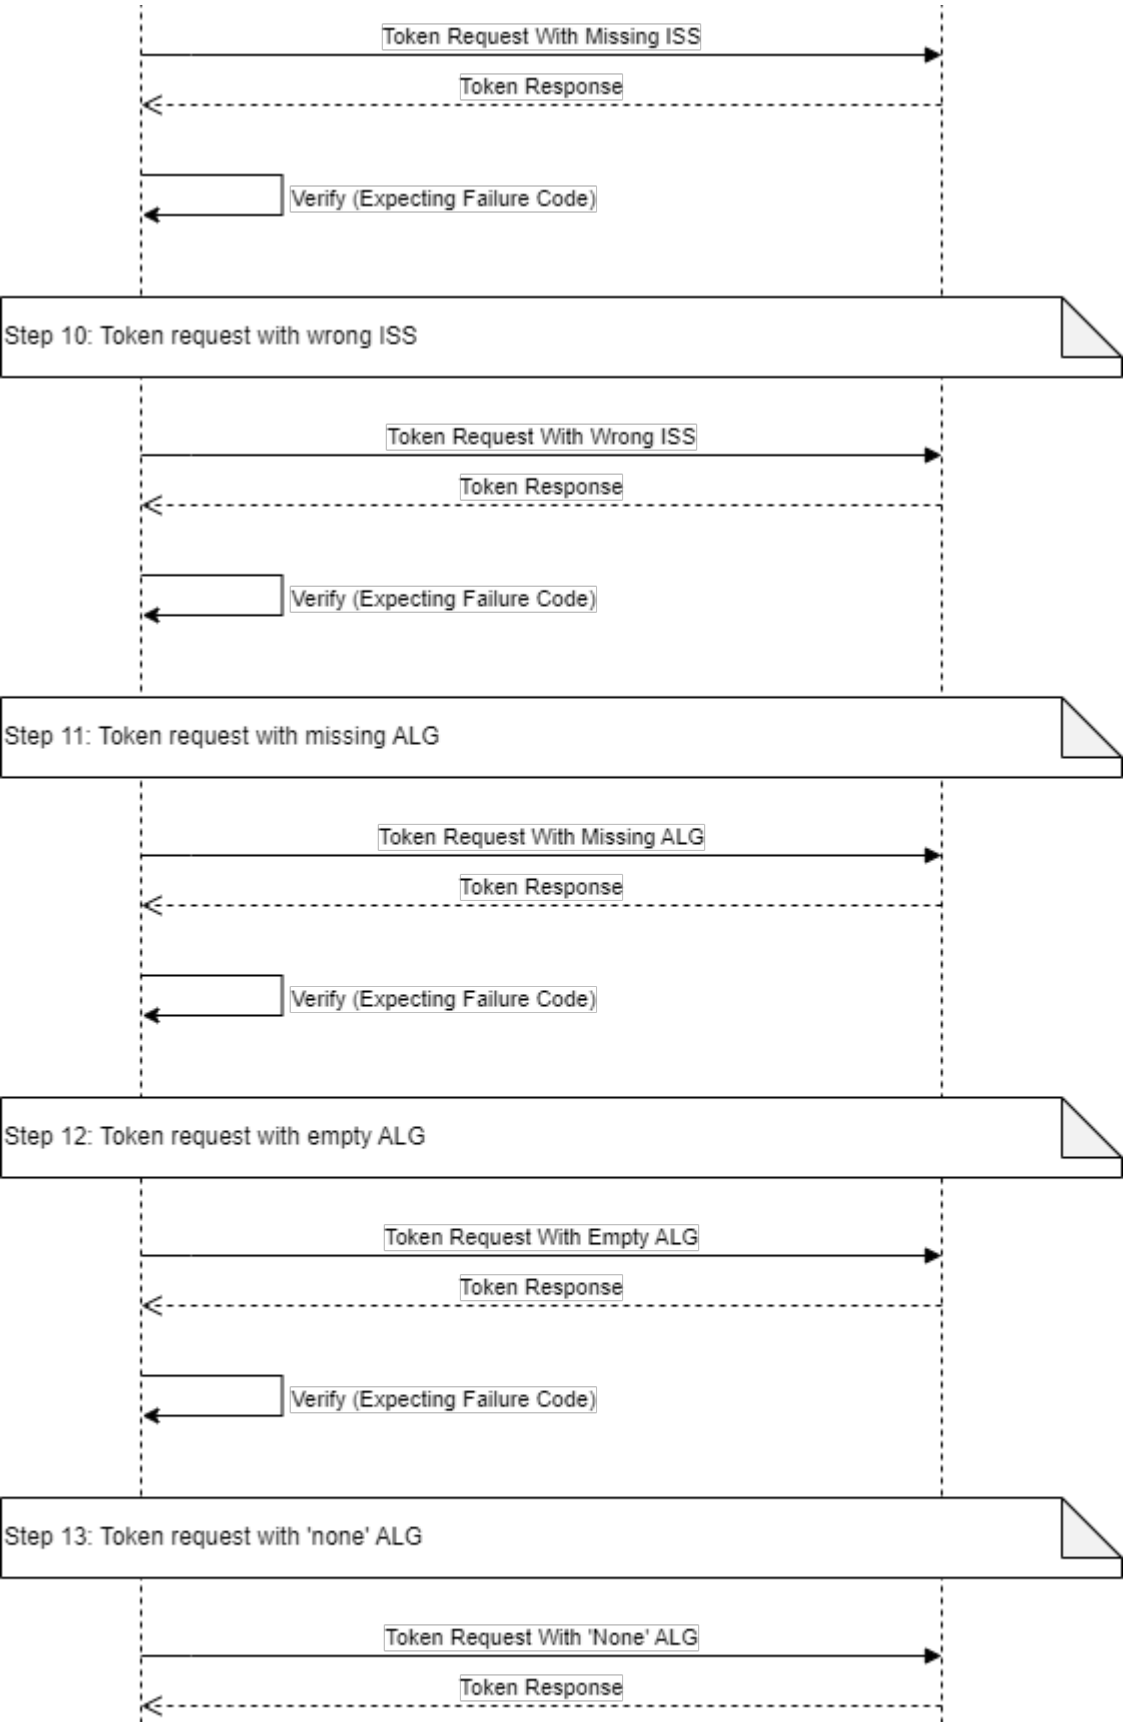 Token Request With Missing ISS
Token Response
Verify (Expecting Failure Code)
Step 10: Token request with wrong ISS
Token Request With Wrong ISS
Token Response
Verify (Expecting Failure Code)
Step 11: Token request with missing ALG
Token Request With Missing ALG
Token Response
Verify (Expecting Failure Code)
Step 12: Token request with empty ALG
Token Request With Empty ALG
Token Response
Verify (Expecting Failure Code)
Step 13: Token request with 'none' ALG
Token Request With 'None' ALG
Token Response